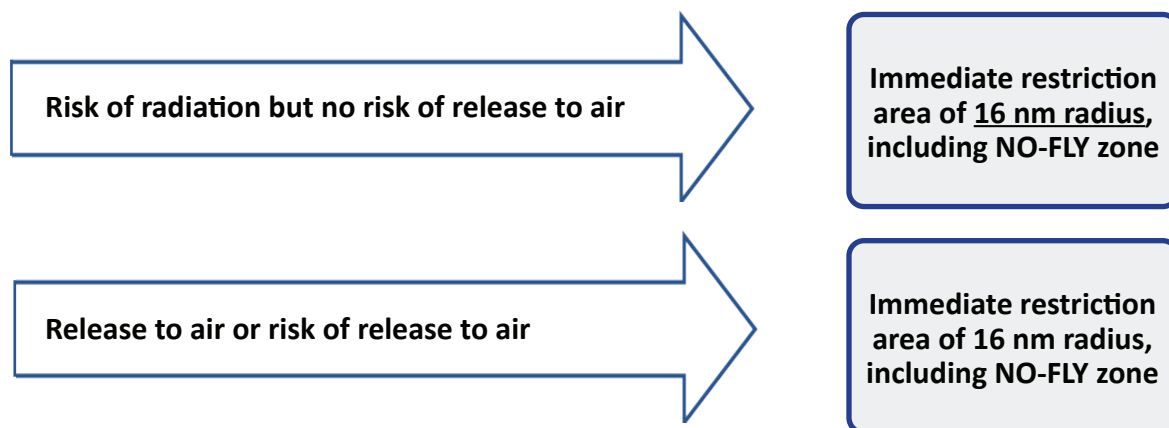 Risk of radiation but no risk of release to air
Immediate restriction
area of 16 nm radius,
including NO-FLY zone
Release to air or risk of release to air
Immediate restriction
area of 16 nm radius,
including NO-FLY zone